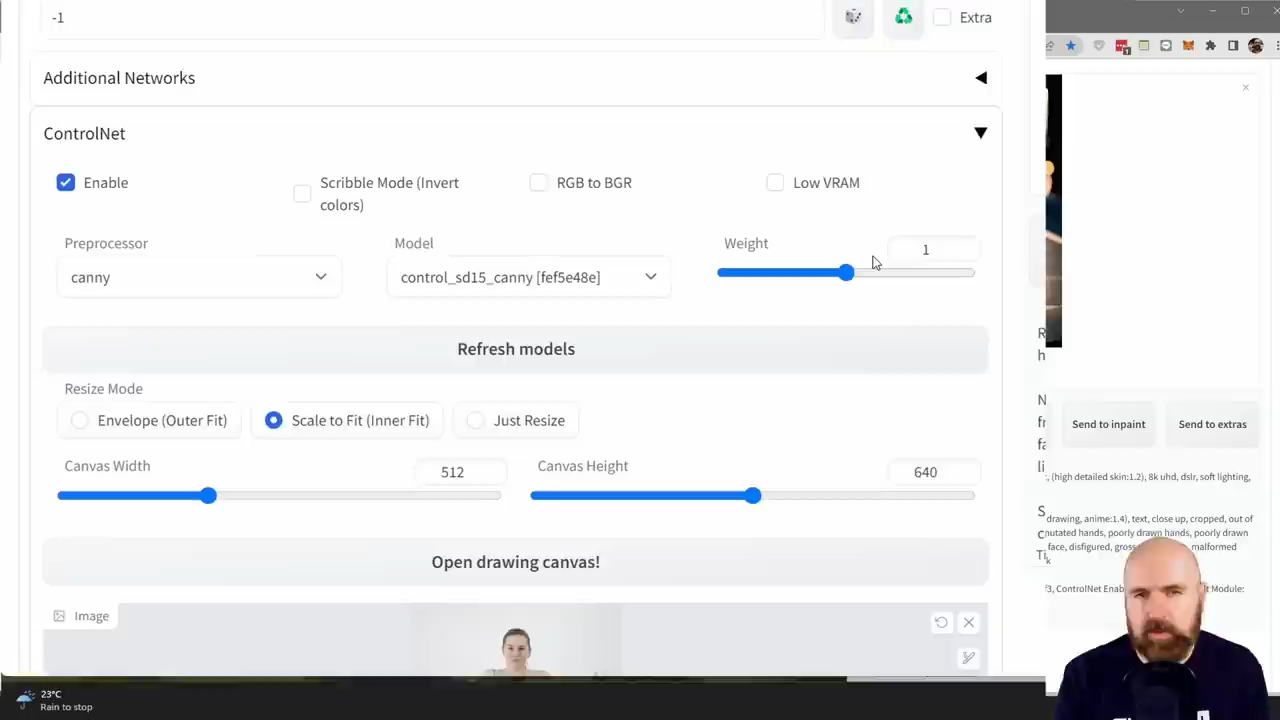 -1
Extra
Additional Networks
ControlNet
Enable
Scribble Mode (Invert
colors)
RGB to BGR
Low VRAM
Preprocessor
Model
Weight
1
canny
control_sd15_canny [fef5e48e]
Refresh models
Resize Mode
Envelope (Outer Fit)
Scale to Fit (Inner Fit)
Just Resize
Canvas Width
512
Canvas Height
640
Open drawing canvas!
Image
Send to inpaint
Send to extras
(high detailed skin:1.2), 8k uhd, dslr, soft lighting,
drawing, anime:1.4), text, close up, cropped, out of
mutated hands, poorly drawn hands, poorly drawn
face, disfigured, malformed
ControlNet Module:
23°C
Rain to stop